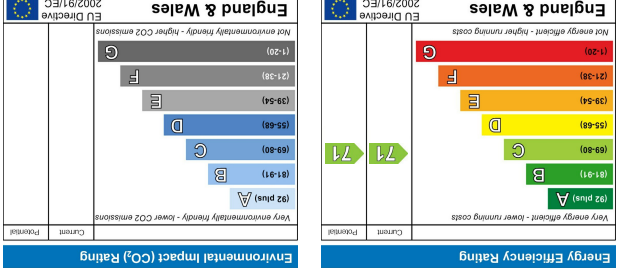 Energy Efficiency Rating
Current Potential
Very energy efficient - lower running costs
(92 plus) A
(81-91) B
(69-80) C 71 71
(55-68) D
(39-54) E
(21-38) F
(1-20) G
Not energy efficient - higher running costs
England & Wales EU Directive 2002/91/EC
Environmental Impact (CO₂) Rating
Current Potential
Very environmentally friendly - lower CO2 emissions
(92 plus) A
(81-91) B
(69-80) C
(55-68) D
(39-54) E
(21-38) F
(1-20) G
Not environmentally friendly - higher CO2 emissions
England & Wales EU Directive 2002/91/EC